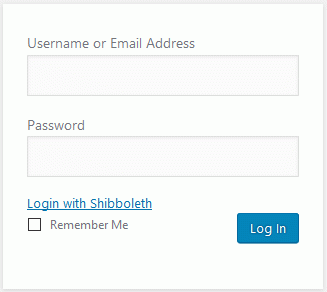 Username or Email Address
Password
Login with Shibboleth
Remember Me
Log In